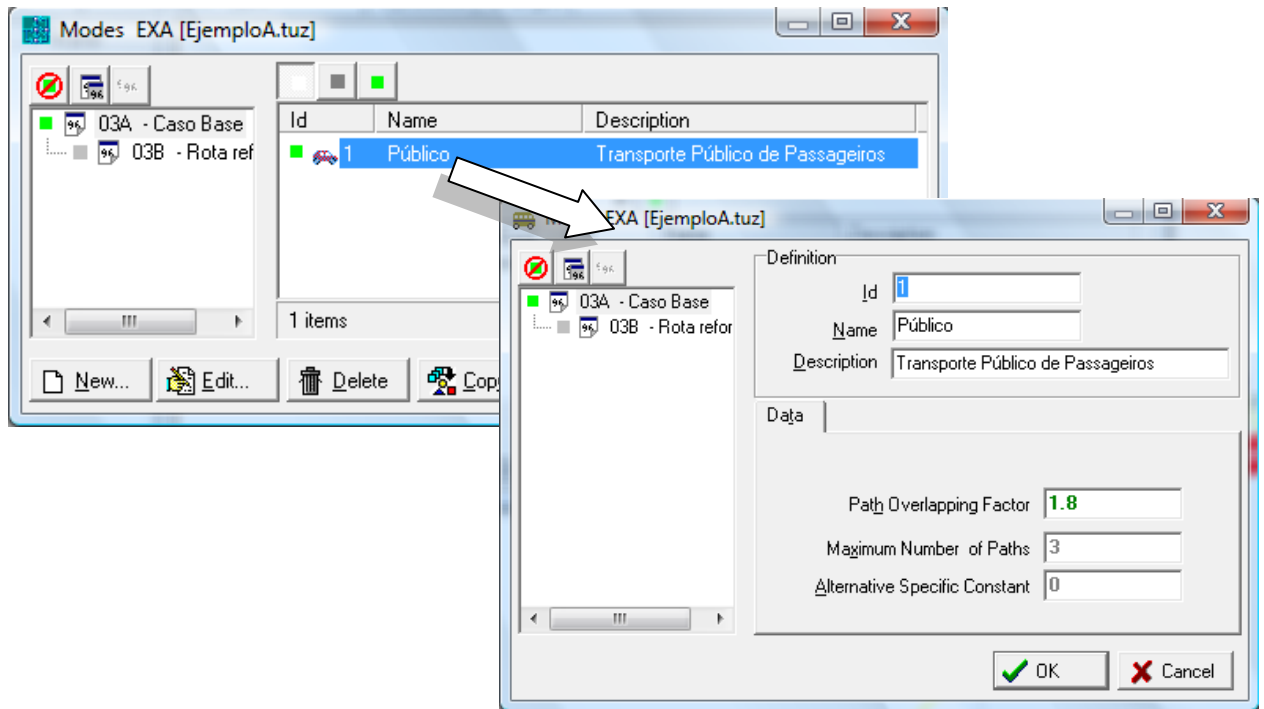 Modes EXA [EjemploA.tuz]
03A - Caso Base
03B - Rota ref
Id Name Description
1 Público Transporte Público de Passageiros
1 items
New... Edit... Delete
EXA [EjemploA.tuz]
03A - Caso Base
03B - Rota refor
Definition
Id 1
Name Público
Description Transporte Público de Passageiros
Data
Path Overlapping Factor 1.8
Maximum Number of Paths 3
Alternative Specific Constant 0
OK Cancel